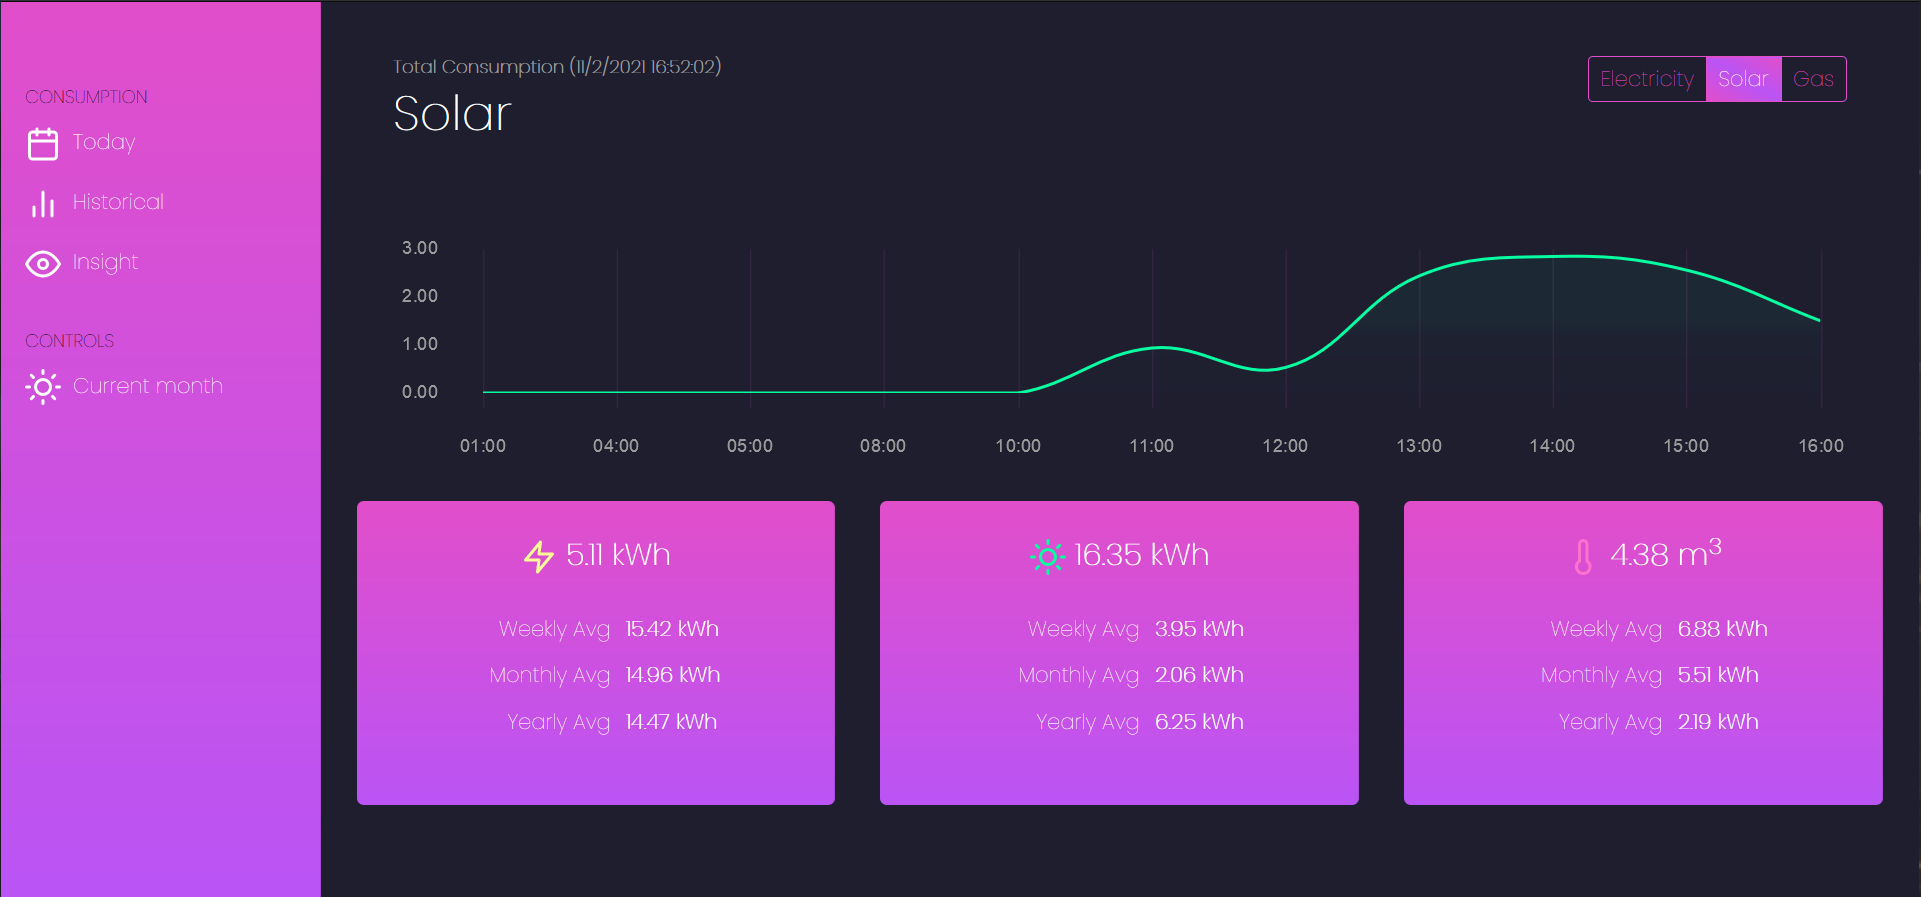 CONSUMPTION
Today
Historical
Insight
CONTROLS
Current month
Total Consumption (11/2/2021 16:52:02)
Solar
Electricity Solar Gas
3.00
2.00
1.00
0.00
01:00 04:00 05:00 08:00 10:00 11:00 12:00 13:00 14:00 15:00 16:00
5.11 kWh
Weekly Avg 15.42 kWh
Monthly Avg 14.96 kWh
Yearly Avg 14.47 kWh
16.35 kWh
Weekly Avg 3.95 kWh
Monthly Avg 2.06 kWh
Yearly Avg 6.25 kWh
4.38 m³
Weekly Avg 6.88 kWh
Monthly Avg 5.51 kWh
Yearly Avg 2.19 kWh